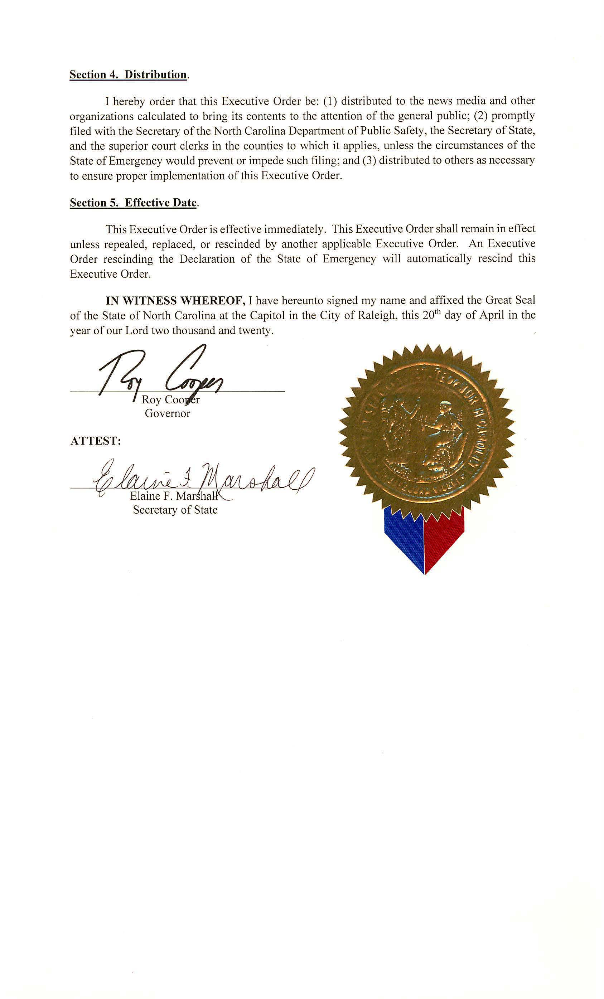 Section 4. Distribution.
I hereby order that this Executive Order be: (1) distributed to the news media and other
organizations calculated to bring its contents to the attention of the general public; (2) promptly
filed with the Secretary of the North Carolina Department of Public Safety, the Secretary of State,
and the superior court clerks in the counties to which it applies, unless the circumstances of the
State of Emergency would prevent or impede such filing; and (3) distributed to others as necessary
to ensure proper implementation of this Executive Order.
Section 5. Effective Date.
This Executive Order is effective immediately. This Executive Order shall remain in effect
unless repealed, replaced, or rescinded by another applicable Executive Order. An Executive
Order rescinding the Declaration of the State of Emergency will automatically rescind this
Executive Order.
IN WITNESS WHEREOF, I have hereunto signed my name and affixed the Great Seal
of the State of North Carolina at the Capitol in the City of Raleigh, this 20th day of April in the
year of our Lord two thousand and twenty.
Roy Cooper
Roy Cooper
Governor
ATTEST:
Elaine F. Marshall
Elaine F. Marshall
Secretary of State
SEAL STATE OF NORTH CAROLINA